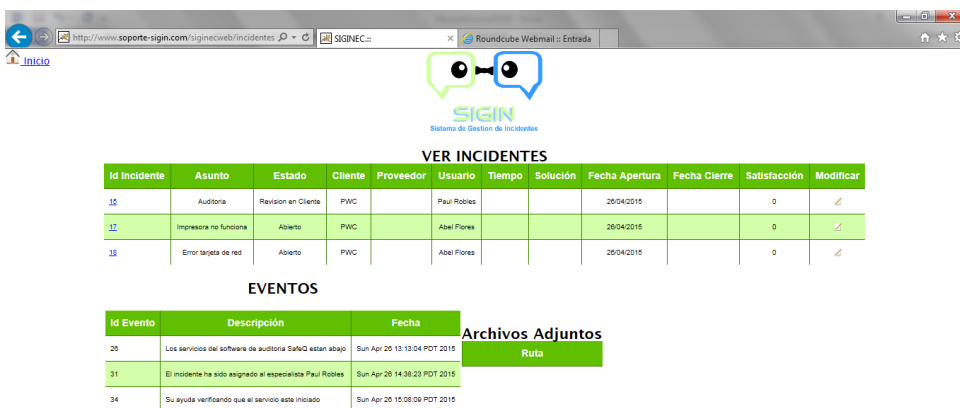 http://www.soporte-sigin.com/siginecweb/incidentes
SIGINEC.::
Roundcube Webmail :: Entrada
Inicio
SIGIN
Sistema de Gestion de Incidentes
VER INCIDENTES
Id Incidente Asunto Estado Cliente Proveedor Usuario Tiempo Solución Fecha Apertura Fecha Cierre Satisfacción Modificar
15 Auditoria Revision en Cliente PWC Paul Robles 26/04/2015 0
17 Impresora no funciona Abierto PWC Abel Flores 26/04/2015 0
18 Error tarjeta de red Abierto PWC Abel Flores 26/04/2015 0
EVENTOS
Id Evento Descripción Fecha
26 Los servicios del software de auditoria SafeQ estan abajo Sun Apr 26 13:13:04 PDT 2015
31 El incidente ha sido asignado al especialista Paul Robles Sun Apr 26 14:38:23 PDT 2015
34 Su ayuda verificando que el servicio este iniciado Sun Apr 26 15:08:09 PDT 2015
Archivos Adjuntos
Ruta